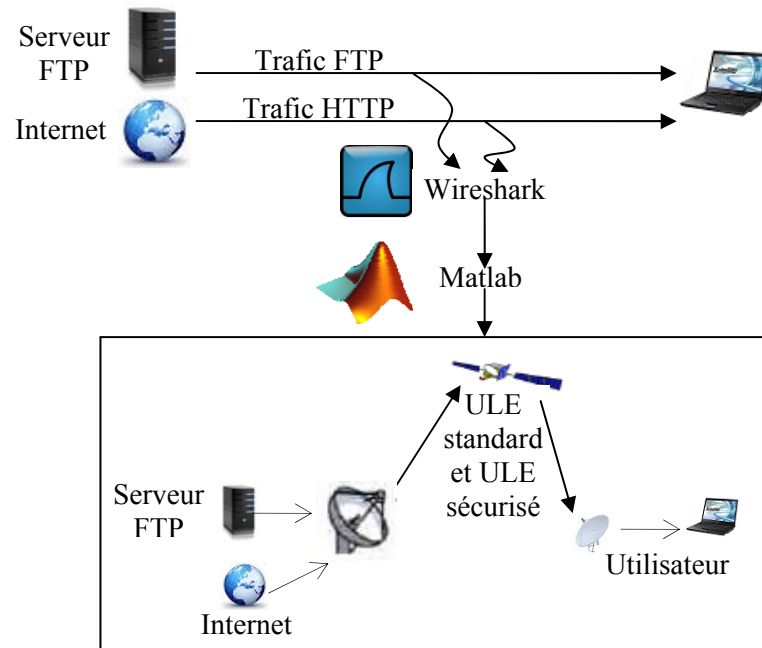 Serveur
FTP
Trafic FTP
Internet
Trafic HTTP
Wireshark
Matlab
ULE
standard
et ULE
sécurisé
Serveur
FTP
Internet
Utilisateur